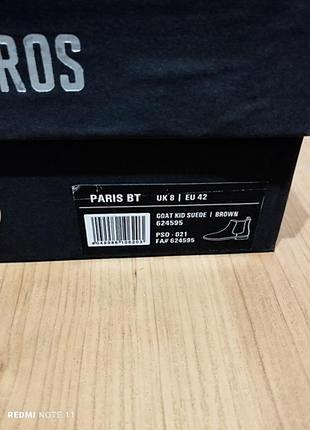 ROS
PARIS BT UK 8 | EU 42
GOAT KID SUEDE | BROWN
624595
PSO - 021
FA# 624595
REDMI NOTE 11